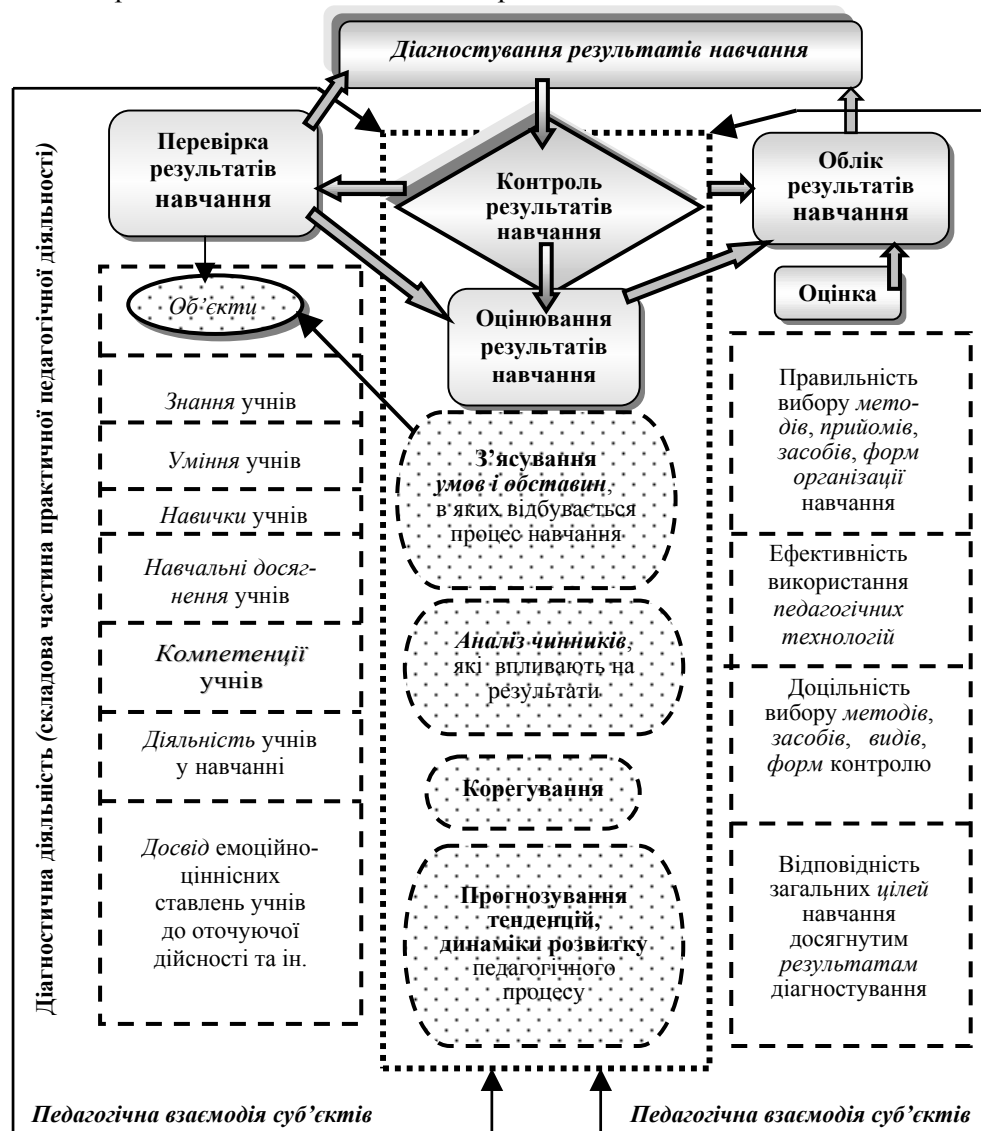 Діагностування результатів навчання
Перевірка
результатів
навчання
Контроль
результатів
навчання
Облік
результатів
навчання
Оцінювання
результатів
навчання
Оцінка
Діагностична діяльність (складова частина практичної педагогічної діяльності)
Об’єкти
Знання учнів
Уміння учнів
Навички учнів
Навчальні досяг-
нення учнів
Компетенції
учнів
Діяльність учнів
у навчанні
Досвід емоційно-
ціннісних
ставлень учнів
до оточуючої
дійсності та ін.
З’ясування
умов і обставин,
в яких відбувається
процес навчання
Аналіз чинників,
які впливають на
результати
Корегування
Прогнозування
тенденцій,
динаміки розвитку
педагогічного
процесу
Правильність
вибору мето-
дів, прийомів,
засобів, форм
організації
навчання
Ефективність
використання
педагогічних
технологій
Доцільність
вибору методів,
засобів, видів,
форм контролю
Відповідність
загальних цілей
навчання
досягнутим
результатам
діагностування
Педагогічна взаємодія суб’єктів
Педагогічна взаємодія суб’єктів